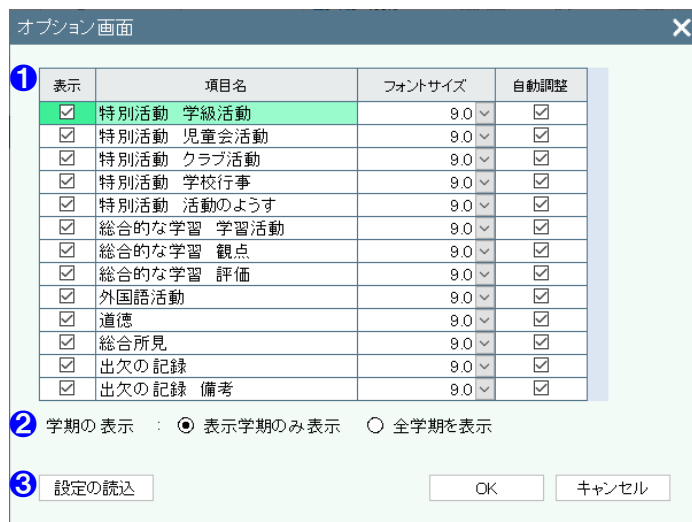 オプション画面
1
表示 項目名 フォントサイズ 自動調整
特別活動 学級活動 9.0
特別活動 児童会活動 9.0
特別活動 クラブ活動 9.0
特別活動 学校行事 9.0
特別活動 活動のようす 9.0
総合的な学習 学習活動 9.0
総合的な学習 観点 9.0
総合的な学習 評価 9.0
外国語活動 9.0
道徳 9.0
総合所見 9.0
出欠の記録 9.0
出欠の記録 備考 9.0
2 学期の表示 : 表示学期のみ表示 全学期を表示
3 設定の読込 OK キャンセル